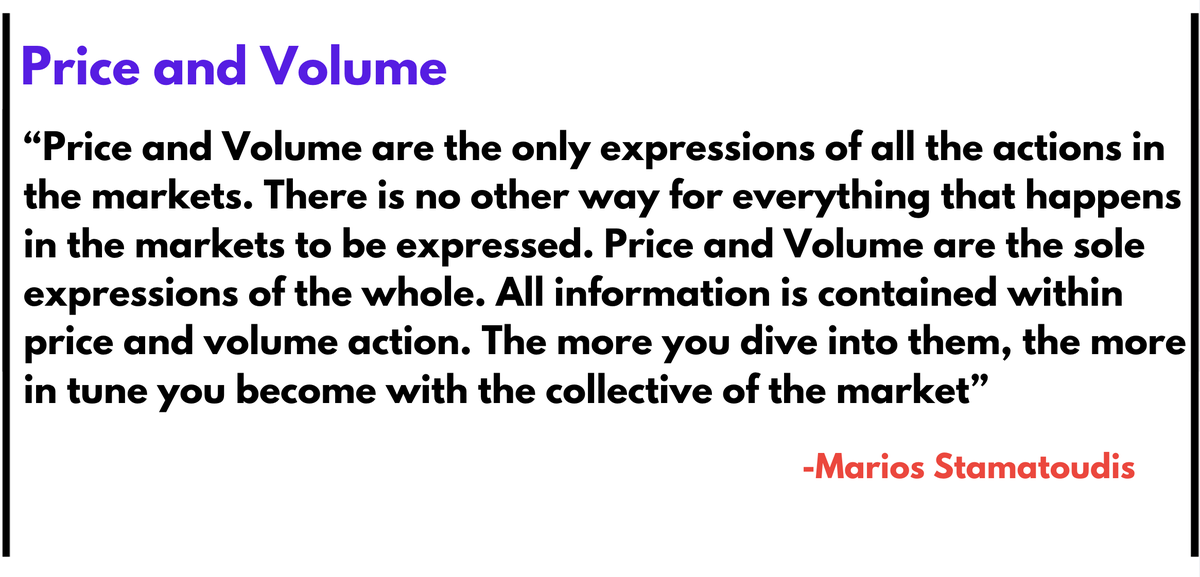 Price and Volume
“Price and Volume are the only expressions of all the actions in
the markets. There is no other way for everything that happens
in the markets to be expressed. Price and Volume are the sole
expressions of the whole. All information is contained within
price and volume action. The more you dive into them, the more
in tune you become with the collective of the market”
-Marios Stamatoudis